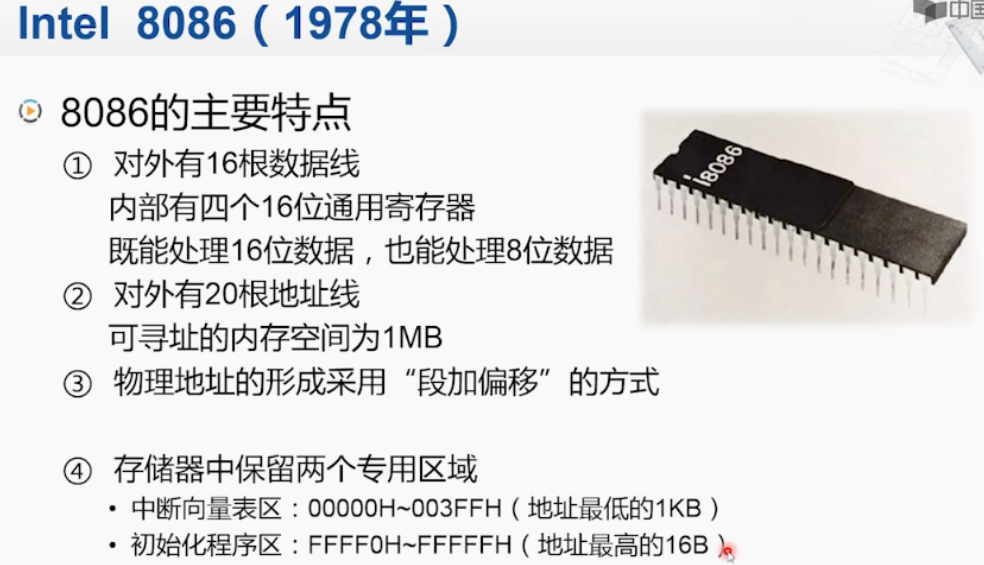 Intel 8086（1978年）
中国
8086的主要特点
① 对外有16根数据线
内部有四个16位通用寄存器
既能处理16位数据，也能处理8位数据
② 对外有20根地址线
可寻址的内存空间为1MB
③ 物理地址的形成采用“段加偏移”的方式
④ 存储器中保留两个专用区域
• 中断向量表区：00000H~003FFH（地址最低的1KB）
• 初始化程序区：FFFF0H~FFFFFH（地址最高的16B）
i8086